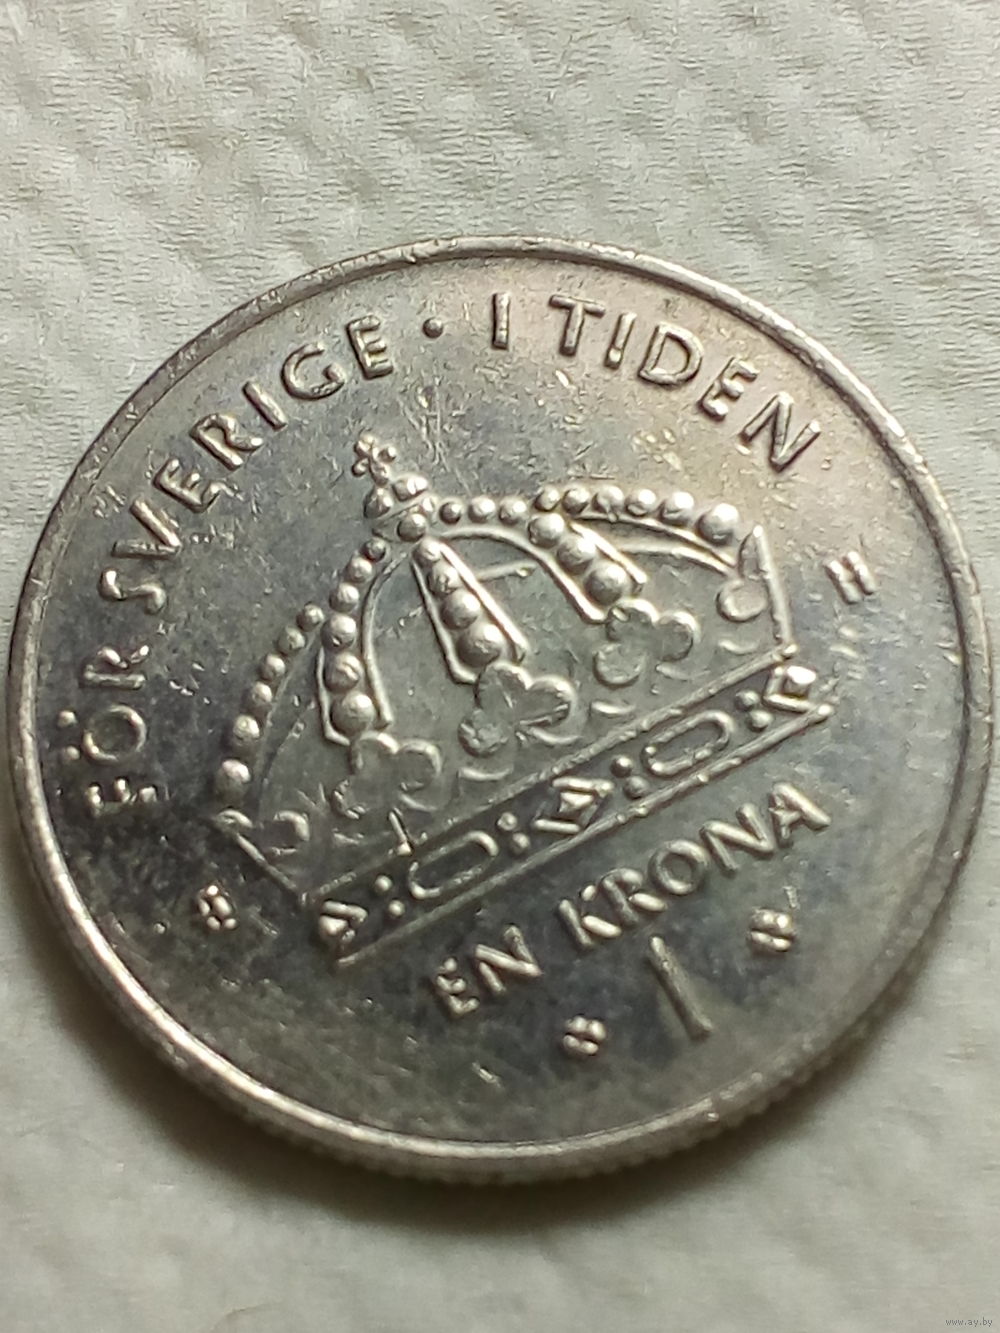 FÖR SVERIGE · I TIDEN
H
EN KRONA
1
www.ay.by